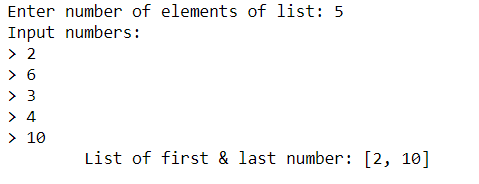 Enter number of elements of list: 5
Input numbers:
> 2
> 6
> 3
> 4
> 10
List of first & last number: [2, 10]